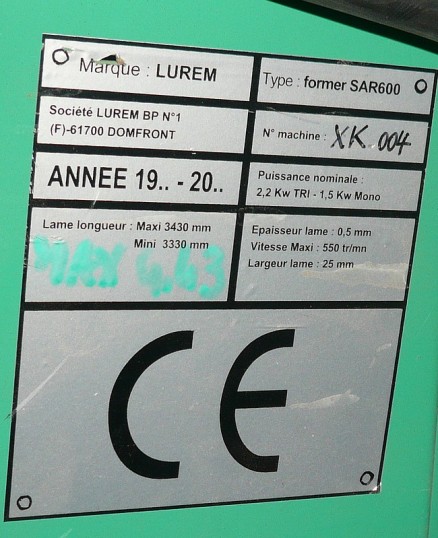 Marque : LUREM
Type : former SAR600
Société LUREM BP N°1
(F)-61700 DOMFRONT
N° machine : XK 004
ANNEE 19.. - 20..
Puissance nominale :
2,2 Kw TRI - 1,5 Kw Mono
Lame longueur : Maxi 3430 mm
Mini 3330 mm
MAX 4,63
Epaisseur lame : 0,5 mm
Vitesse Maxi : 550 tr/mn
Largeur lame : 25 mm
CE